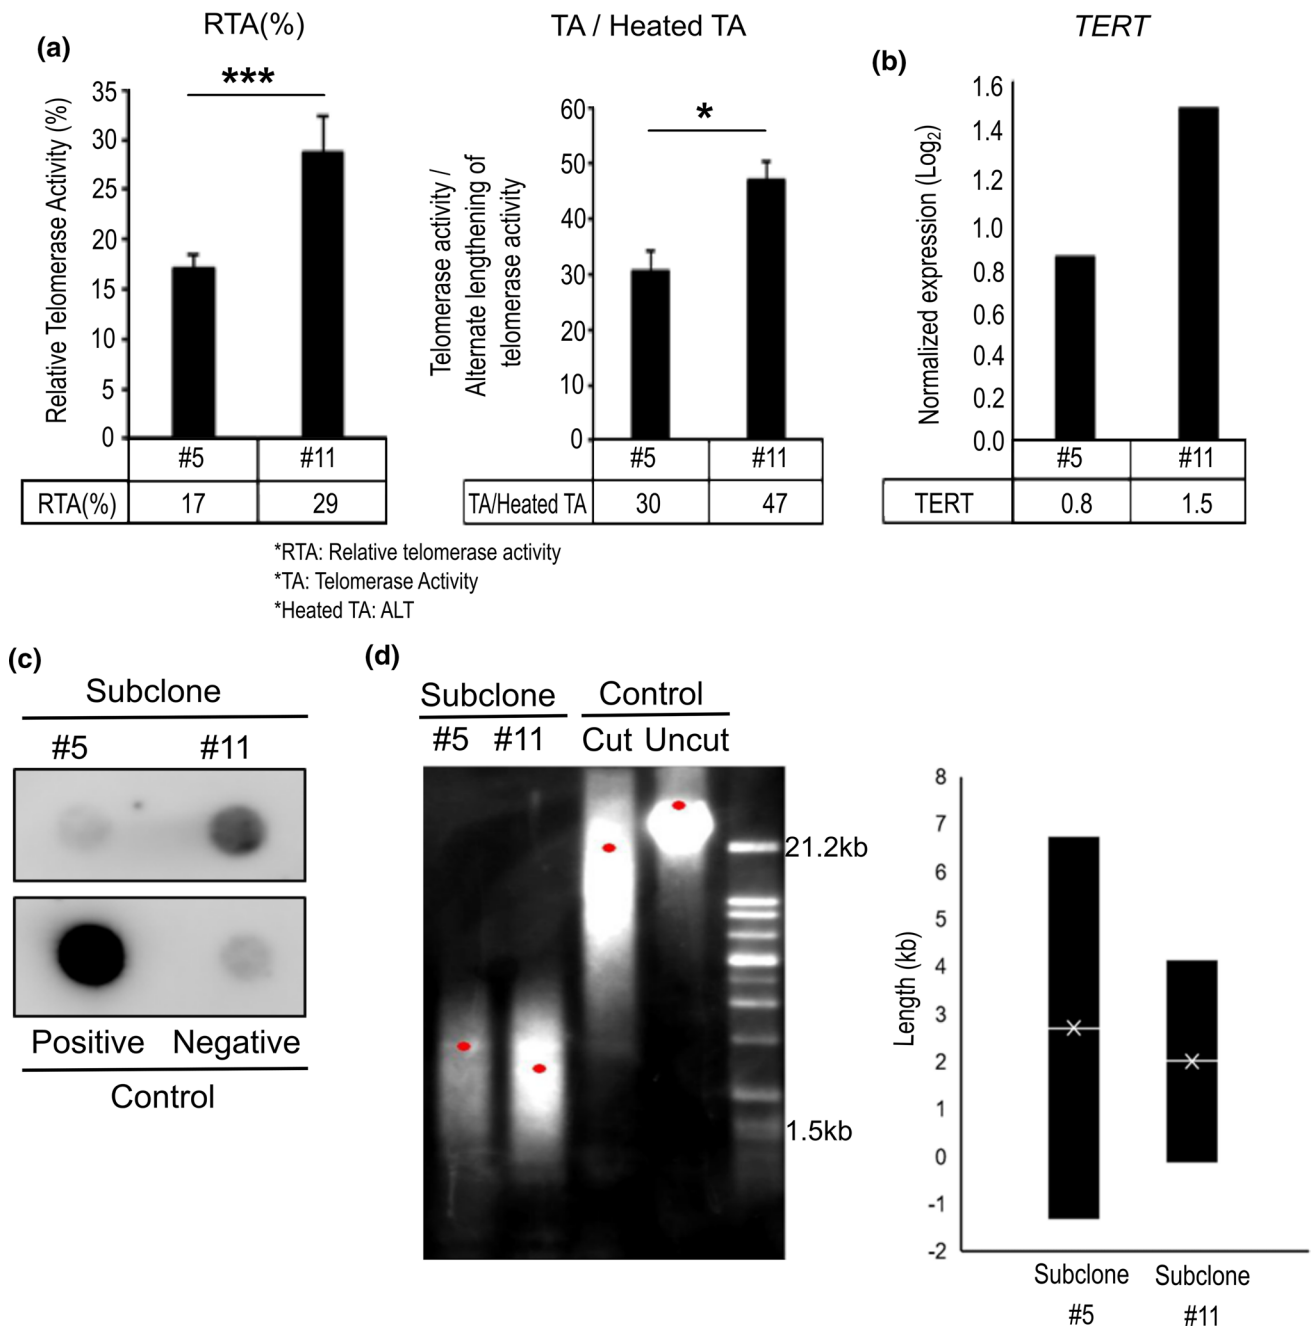 (a)
RTA(%)
***
Relative Telomerase Activity (%)
35
30
25
20
15
10
5
0
#5 #11
RTA(%) 17 29
TA / Heated TA
*
Telomerase activity /
Alternate lengthening of
telomerase activity
60
50
40
30
20
10
0
#5 #11
TA/Heated TA 30 47
*RTA: Relative telomerase activity
*TA: Telomerase Activity
*Heated TA: ALT
(b)
TERT
Normalized expression (Log2)
1.6
1.4
1.2
1.0
0.8
0.6
0.4
0.2
0.0
#5 #11
TERT 0.8 1.5
(c)
Subclone
#5 #11
Positive Negative
Control
(d)
Subclone Control
#5 #11 Cut Uncut
21.2kb
1.5kb
Length (kb)
8
7
6
5
4
3
2
1
0
-1
-2
Subclone Subclone
#5 #11